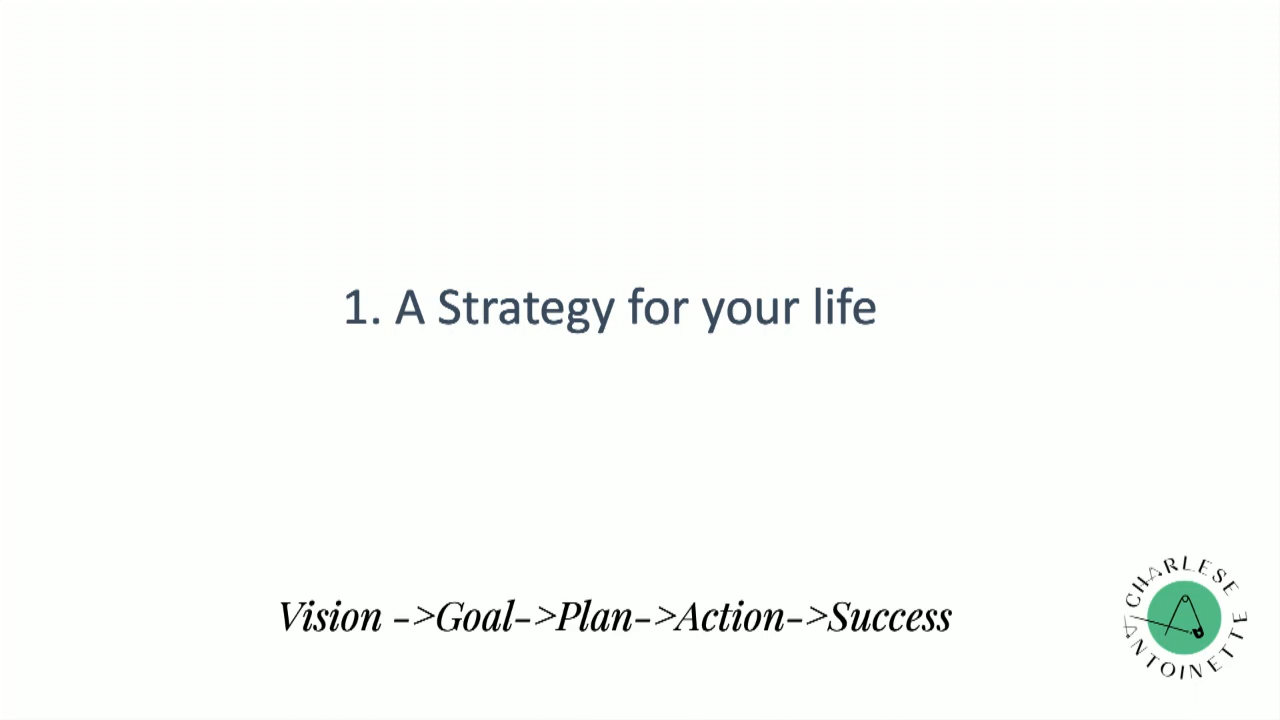 1. A Strategy for your life
Vision ->Goal->Plan->Action->Success
CHARLESE
ANTOINETTE